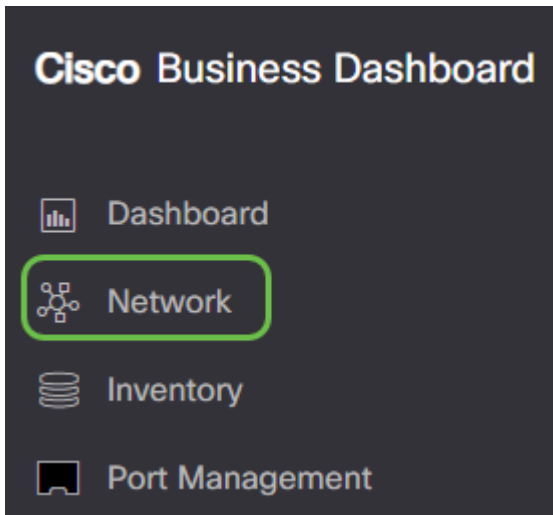 Cisco Business Dashboard
Dashboard
Network
Inventory
Port Management